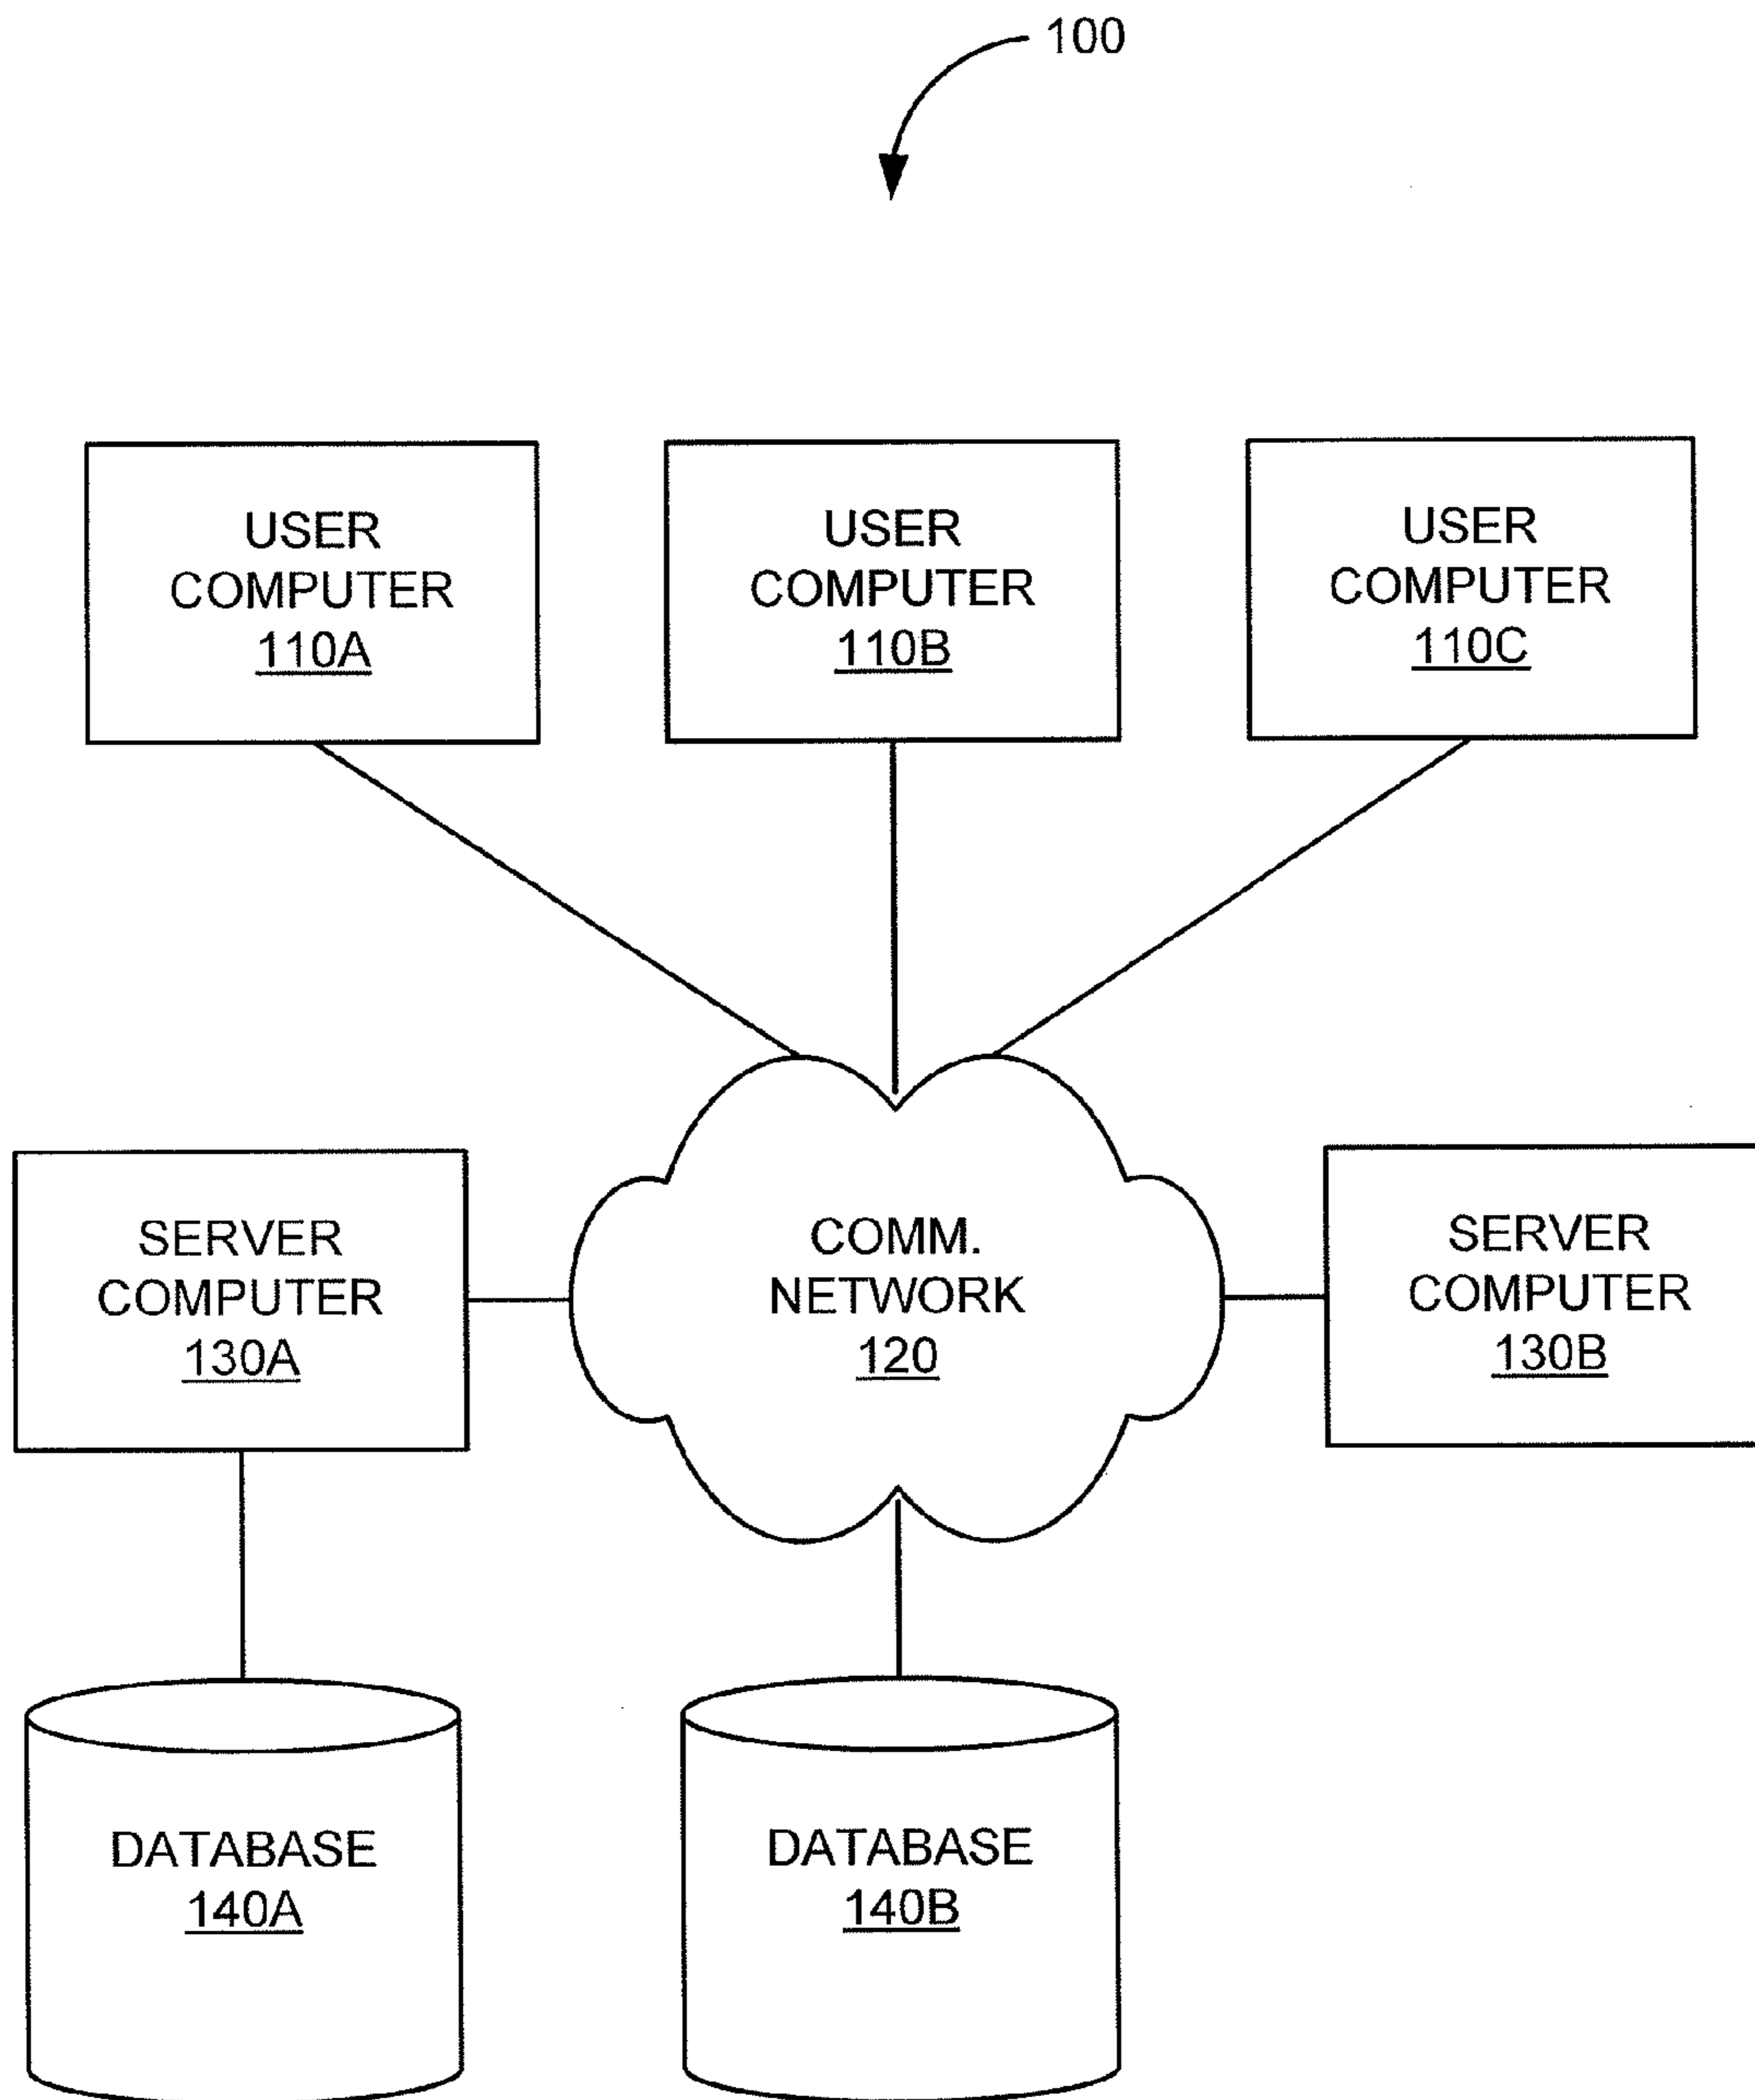 100
USER
COMPUTER
110A
USER
COMPUTER
110B
USER
COMPUTER
110C
SERVER
COMPUTER
130A
COMM.
NETWORK
120
SERVER
COMPUTER
130B
DATABASE
140A
DATABASE
140B